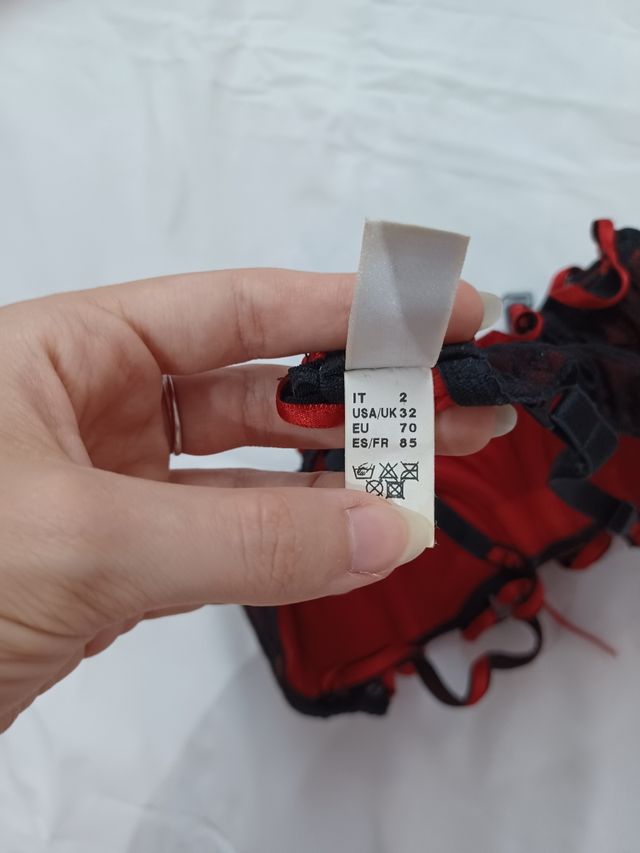 IT 2
USA/UK 32
EU 70
ES/FR 85